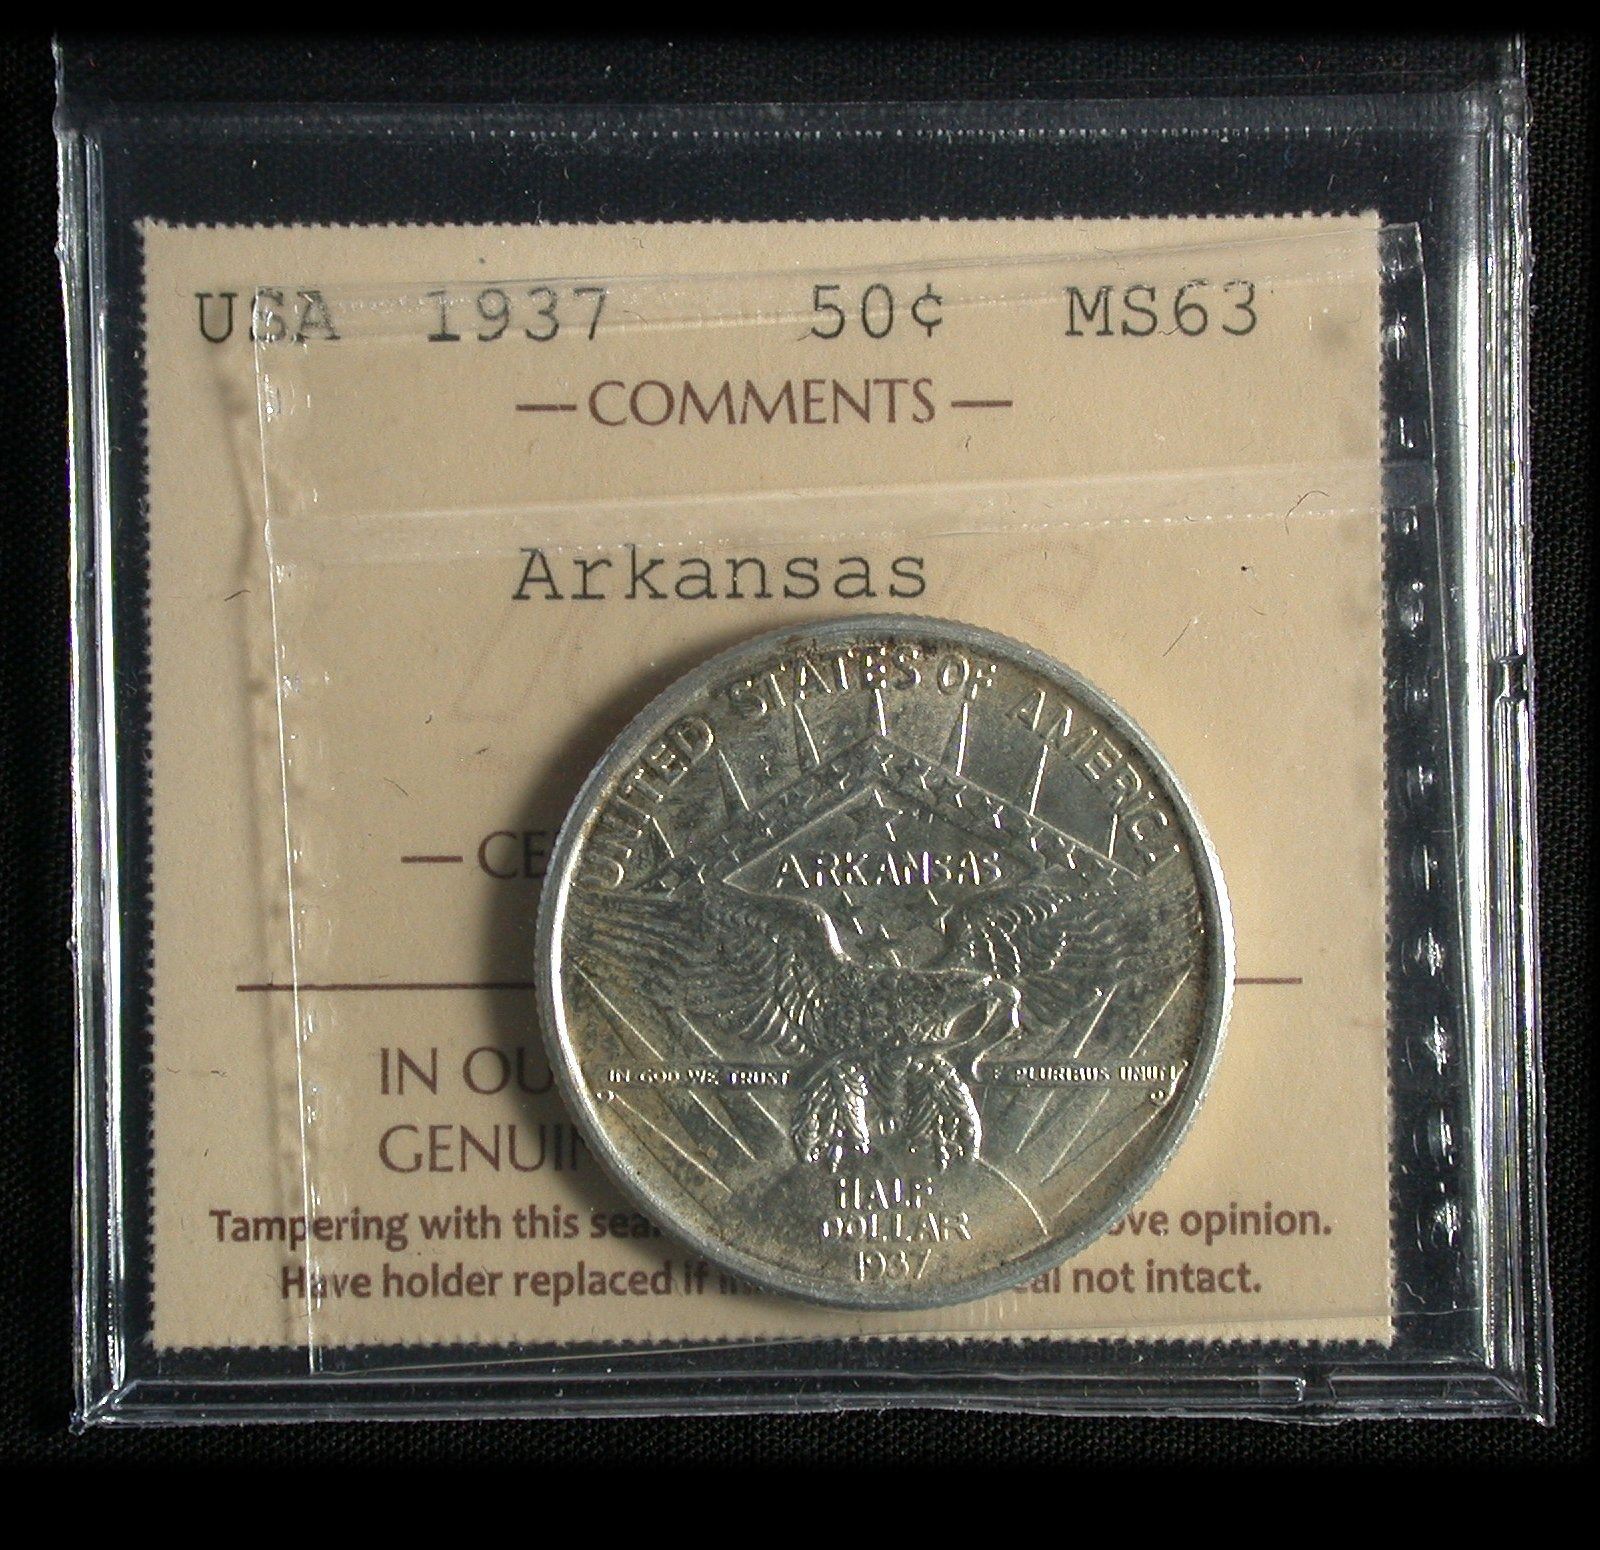 USA 1937 50¢ MS63
— COMMENTS —
Arkansas
— CE
IN OU
GENUIN
Tampering with this sea ove opinion.
Have holder replaced if al not intact.
UNITED STATES OF AMERICA
ARKANSAS
IN GOD WE TRUST E PLURIBUS UNUM
HALF
DOLLAR
1937